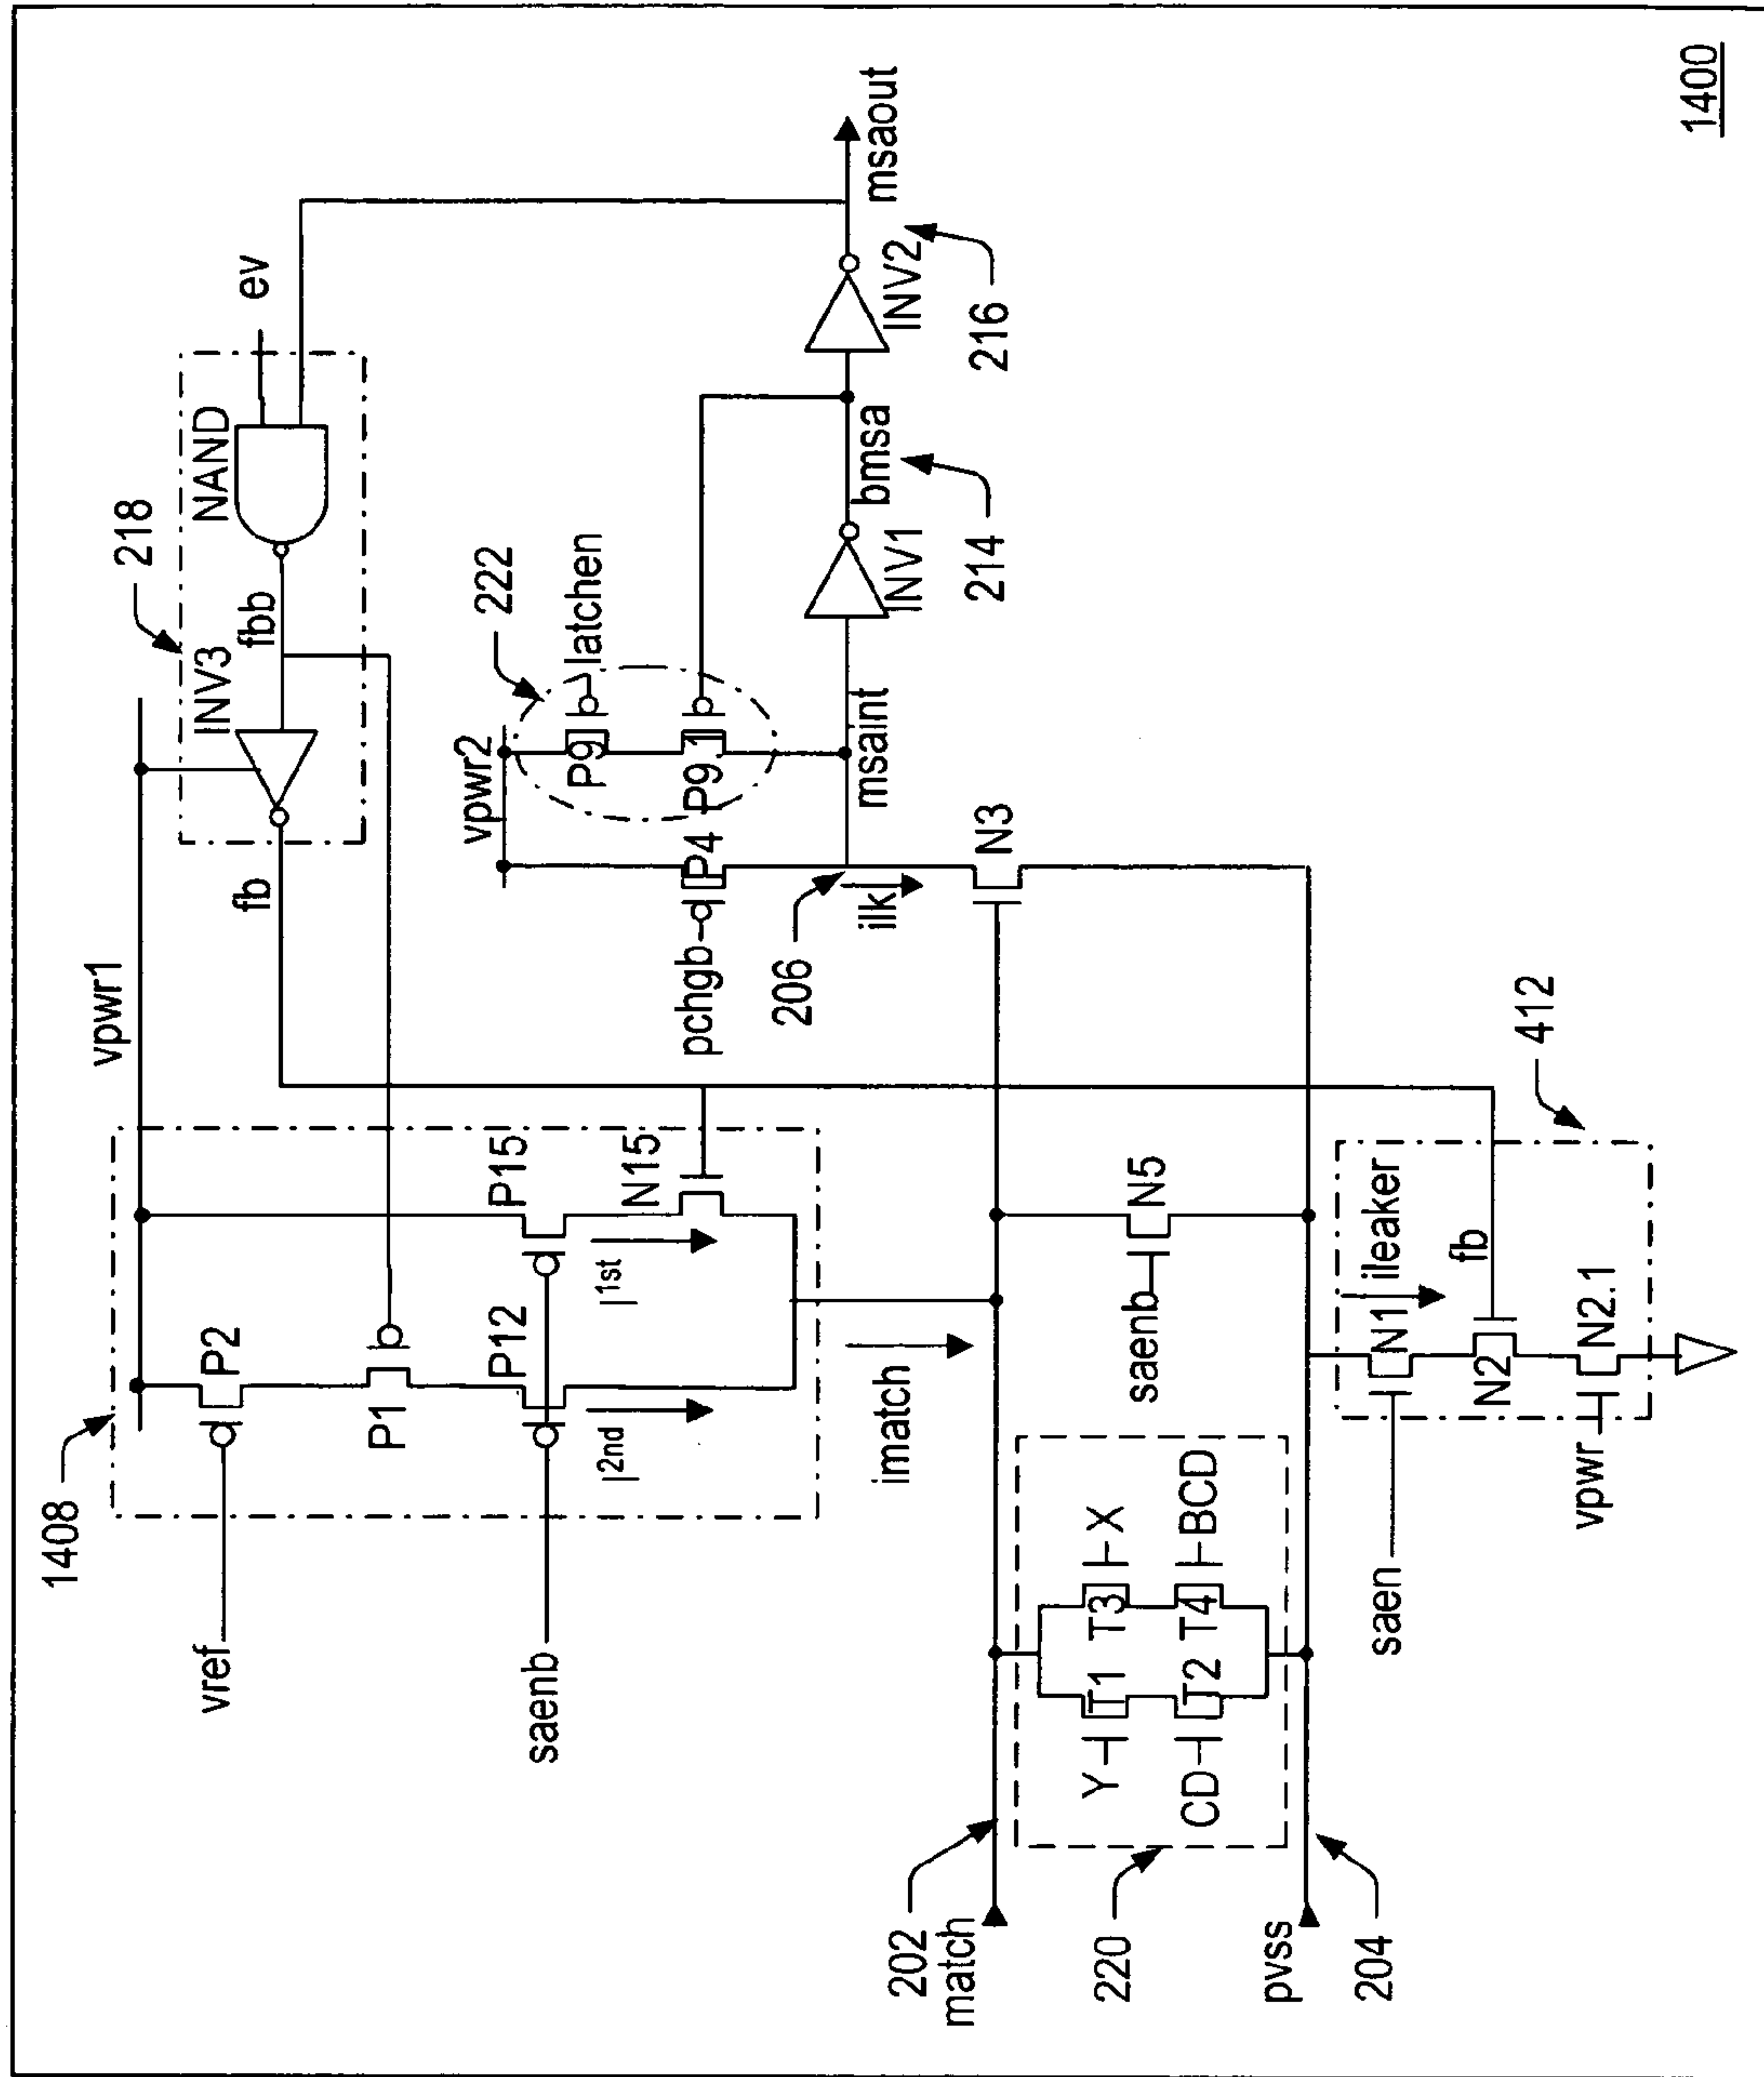 1400
1408
vpwr1
218
NAND
ev
INV3
fbb
fb
P2
P1
P12
P15
N15
I1st
I2nd
vref
saenb
vpwr2
222
P9
latchen
P9.1
P4
pchgb
206
ilk
msaint
INV1
bmsa
214
INV2
216
msaout
N3
imatch
202
match
220
Y
T1
T3
X
CD
T2
T4
BCD
saenb
N5
pvss
204
412
ileaker
saen
N1
fb
N2
vpwr
N2.1